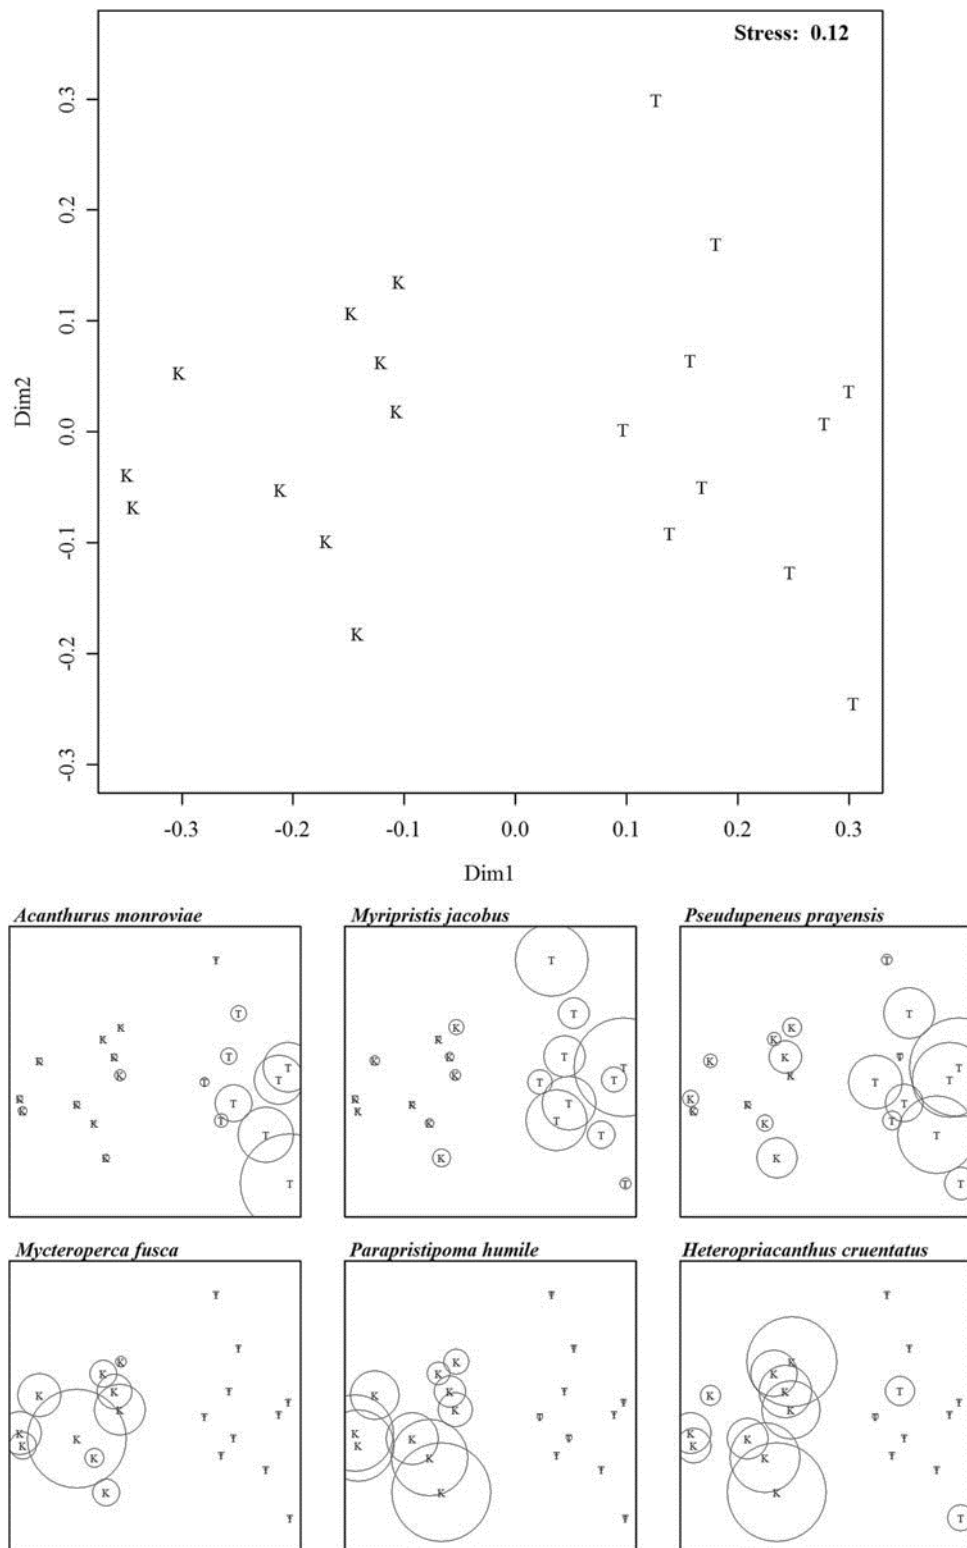 Stress: 0.12
0.3
T
0.2
T
K
0.1
K
K
T
K
T
Dim2
K
T
0.0
T
K
K
T
K
-0.1
K
T
T
-0.2
K
T
-0.3
-0.3 -0.2 -0.1 0.0 0.1 0.2 0.3
Dim1
Acanthurus monroviae Myripristis jacobus Pseudupeneus prayensis
Mycteroperca fusca Parapristipoma humile Heteropriacanthus cruentatus